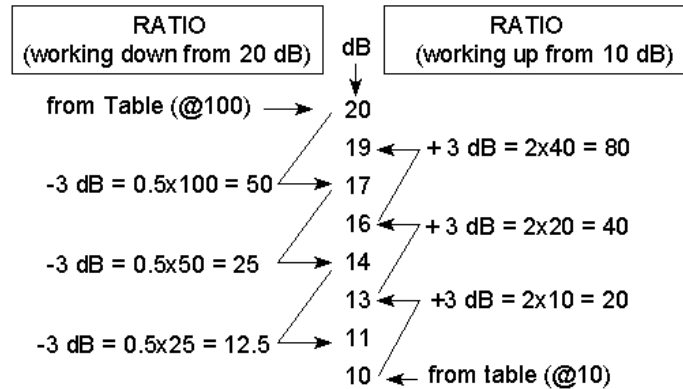 RATIO
(working down from 20 dB)
dB
RATIO
(working up from 10 dB)
from Table (@100)
20
19
+ 3 dB = 2x40 = 80
-3 dB = 0.5x100 = 50
17
16
+ 3 dB = 2x20 = 40
-3 dB = 0.5x50 = 25
14
13
+3 dB = 2x10 = 20
-3 dB = 0.5x25 = 12.5
11
10
from table (@10)